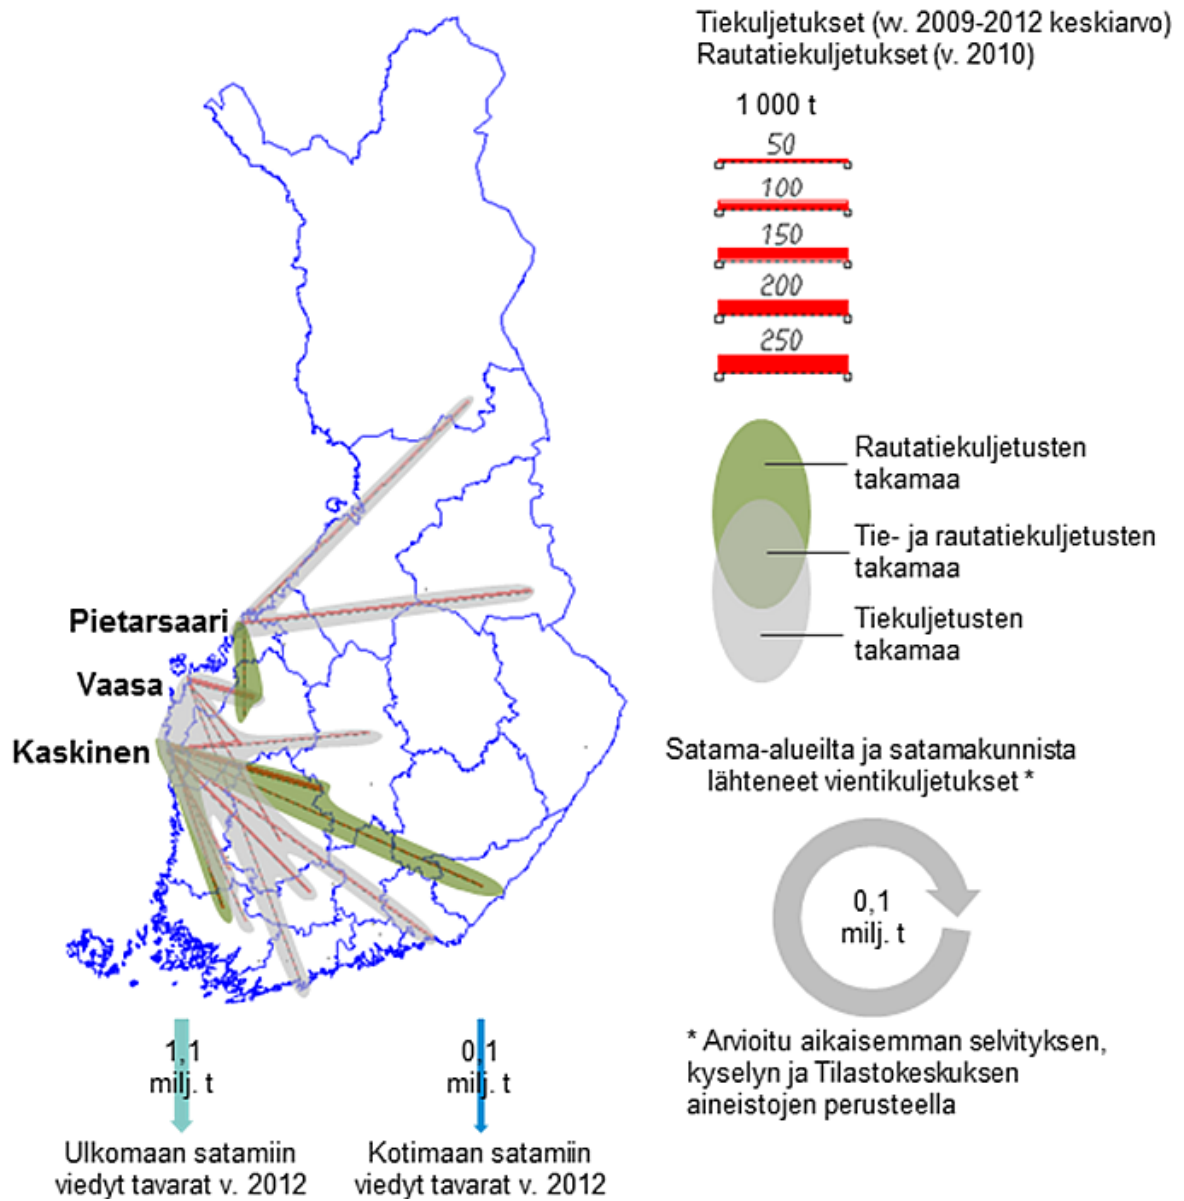 Tiekuljetukset (vv. 2009-2012 keskiarvo)
Rautatiekuljetukset (v. 2010)
1 000 t
50
100
150
200
250
Rautatiekuljetusten
takamaa
Tie- ja rautatiekuljetusten
takamaa
Tiekuljetusten
takamaa
Pietarsaari
Vaasa
Kaskinen
Satama-alueilta ja satamakunnista
lähteneet vientikuljetukset *
0,1
milj. t
* Arvioitu aikaisemman selvityksen,
kyselyn ja Tilastokeskuksen
aineistojen perusteella
1,1
milj. t
Ulkomaan satamiin
viedyt tavarat v. 2012
0,1
milj. t
Kotimaan satamiin
viedyt tavarat v. 2012